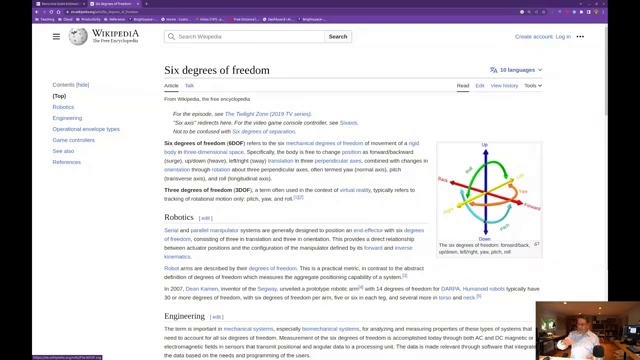 Six degrees of freedom
en.wikipedia.org/wiki/Six_degrees_of_freedom
Teaching
Cluster
Productivity
Reference
WIKIPEDIA
The Free Encyclopedia
Search Wikipedia
Search
Create account Log in •••
Contents [hide]
(Top)
Robotics
Engineering
Operational envelope types
Game controllers
See also
References
Six degrees of freedom
10 languages
Article Talk
Read Edit View history Tools
From Wikipedia, the free encyclopedia
For the episode, see The Twilight Zone (2019 TV series).
"Six axis" redirects here. For the video game console controller, see Sixaxis.
Not to be confused with Six degrees of separation.
Six degrees of freedom (6DOF) refers to the six mechanical degrees of freedom of movement of a rigid
body in three-dimensional space. Specifically, the body is free to change position as forward/backward
(surge), up/down (heave), left/right (sway) translation in three perpendicular axes, combined with changes in
orientation through rotation about three perpendicular axes, often termed yaw (normal axis), pitch
(transverse axis), and roll (longitudinal axis).
Three degrees of freedom (3DOF), a term often used in the context of virtual reality, typically refers to
tracking of rotational motion only: pitch, yaw, and roll.[1][2]
Up
Back
Roll
Left
Yaw
Right
Forward
Pitch
Down
The six degrees of freedom: forward/back,
up/down, left/right, yaw, pitch, roll
Robotics [edit]
Serial and parallel manipulator systems are generally designed to position an end-effector with six degrees
of freedom, consisting of three in translation and three in orientation. This provides a direct relationship
between actuator positions and the configuration of the manipulator defined by its forward and inverse
kinematics.
Robot arms are described by their degrees of freedom. This is a practical metric, in contrast to the abstract
definition of degrees of freedom which measures the aggregate positioning capability of a system.[3]
In 2007, Dean Kamen, inventor of the Segway, unveiled a prototype robotic arm[4] with 14 degrees of freedom for DARPA. Humanoid robots typically have
30 or more degrees of freedom, with six degrees of freedom per arm, five or six in each leg, and several more in torso and neck.[5]
Engineering [edit]
The term is important in mechanical systems, especially biomechanical systems, for analyzing and measuring properties of these types of systems that
need to account for all six degrees of freedom. Measurement of the six degrees of freedom is accomplished today through both AC and DC magnetic or
electromagnetic fields in sensors that transmit positional and angular data to a processing unit. The data is made relevant through software that
the data based on the needs and programming of the users.